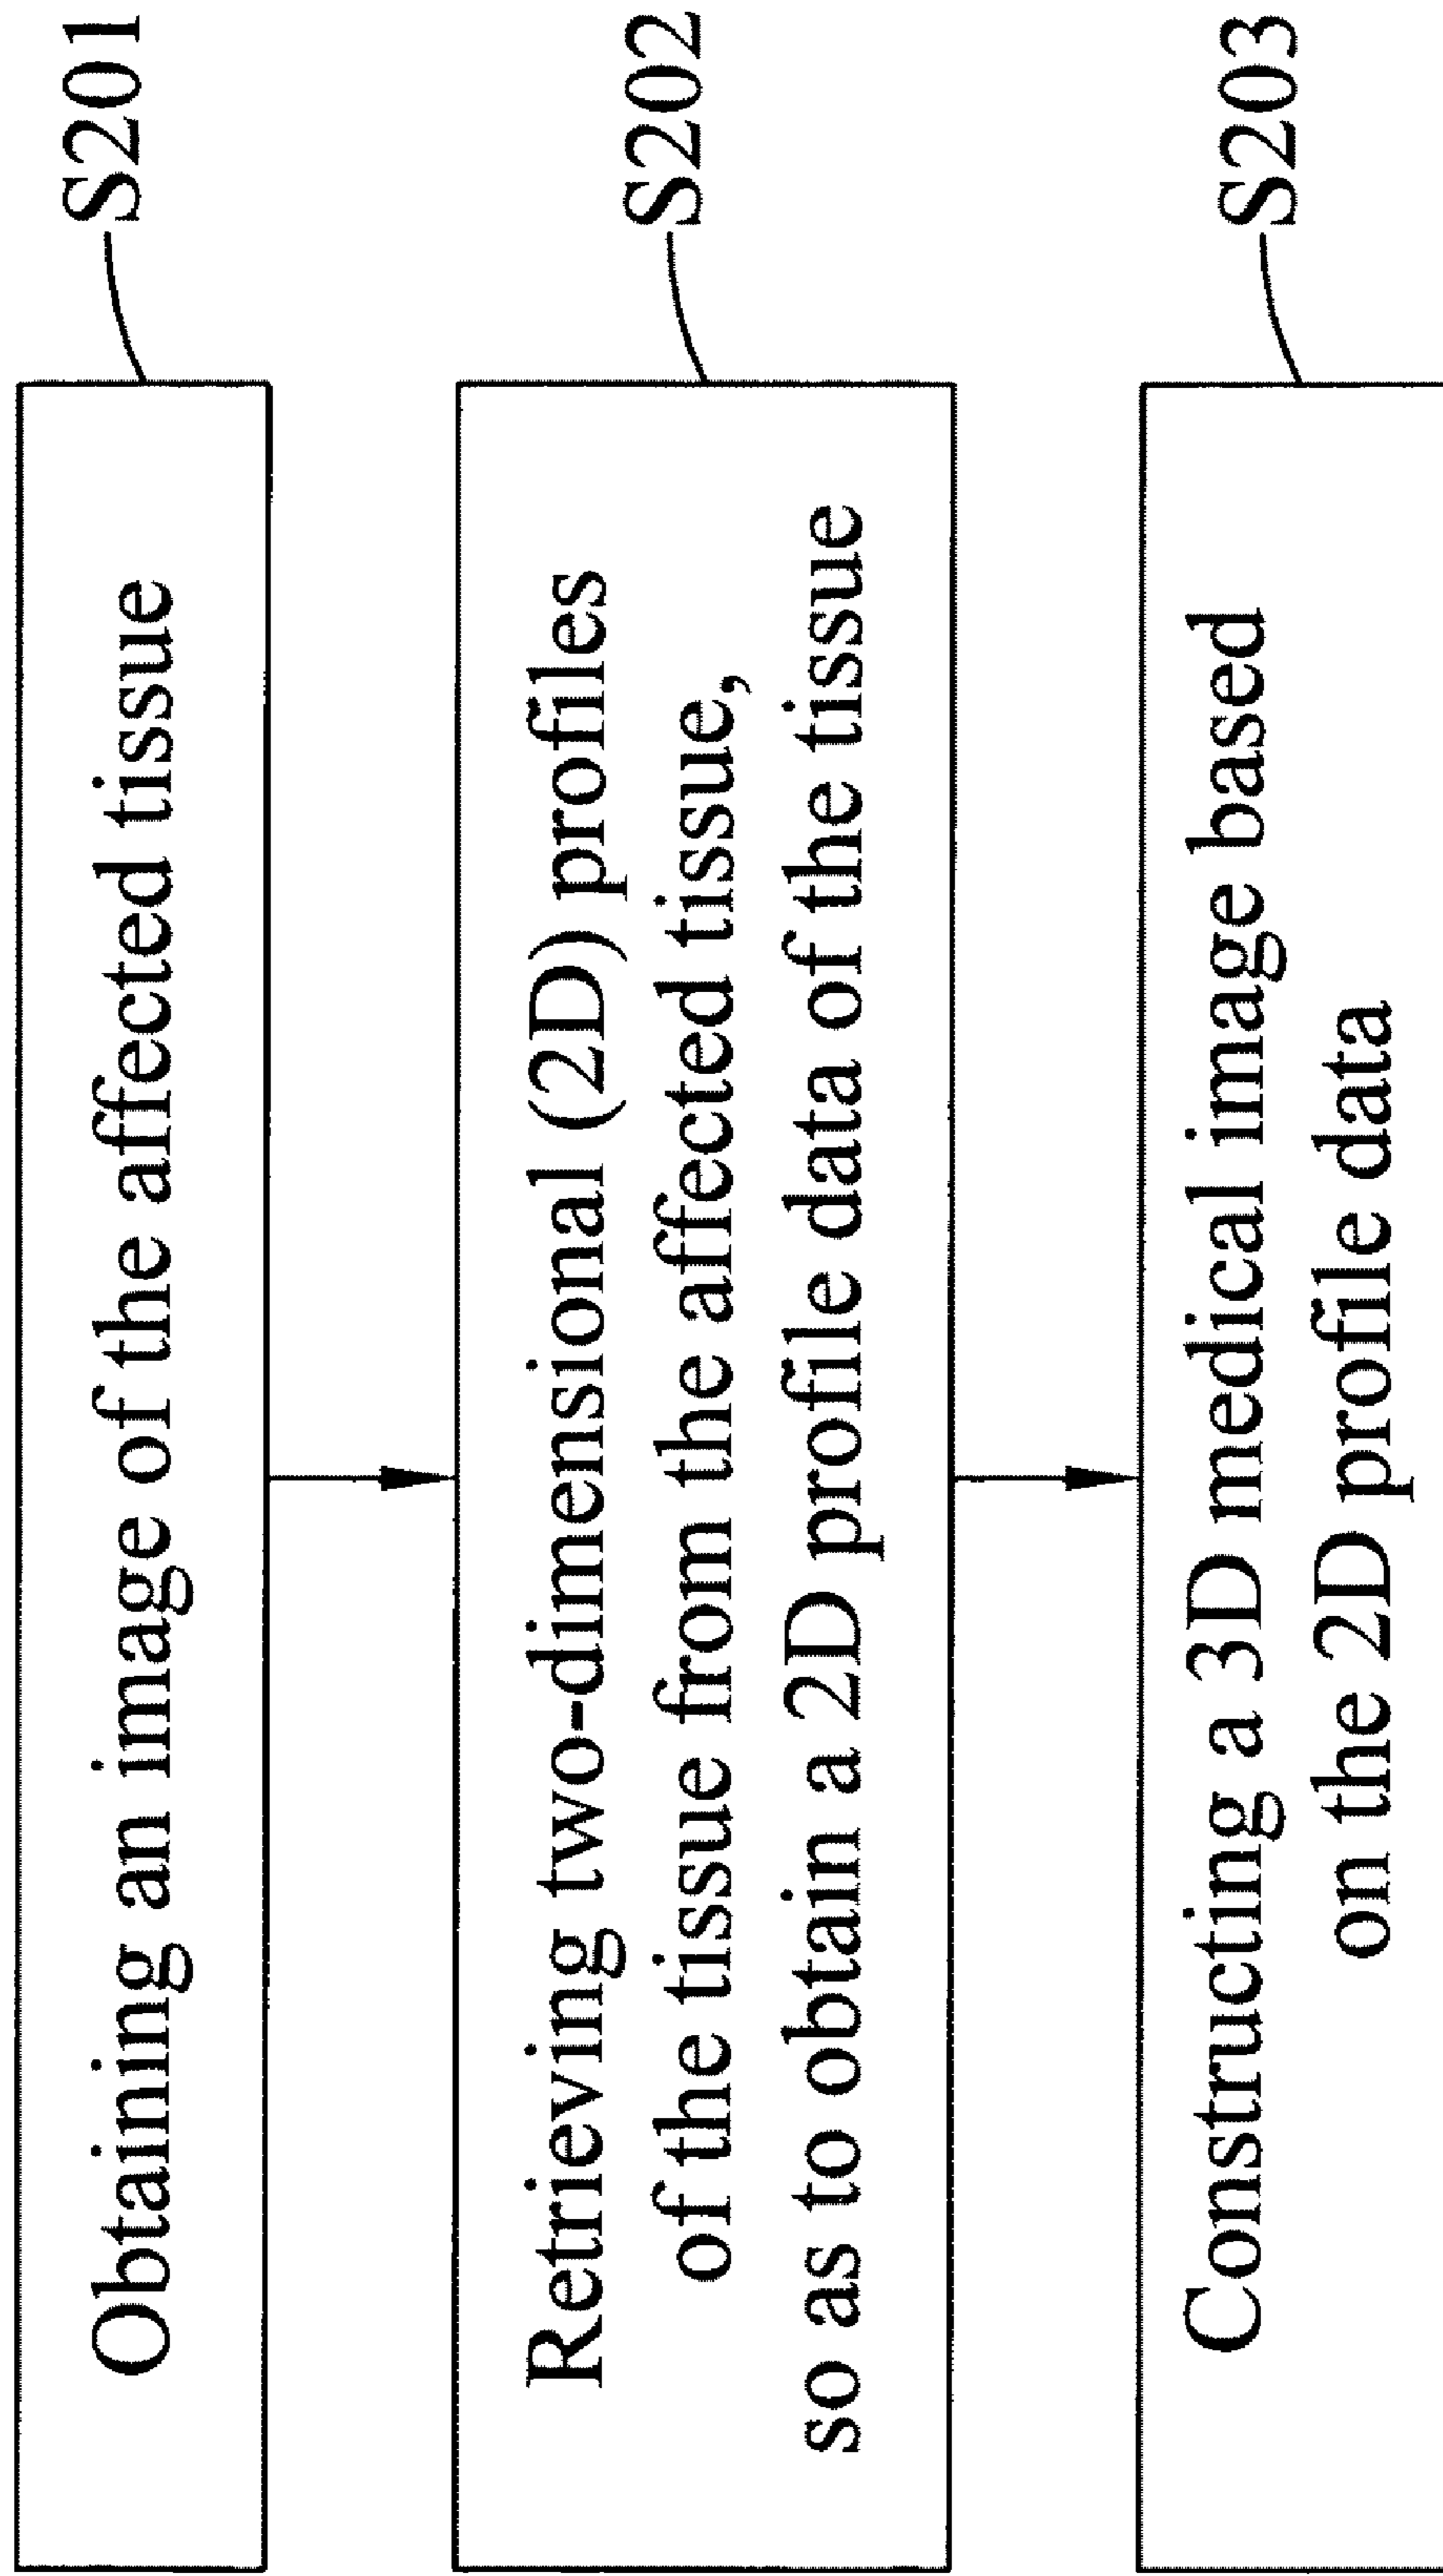 Obtaining an image of the affected tissue
S201
Retrieving two-dimensional (2D) profiles
of the tissue from the affected tissue,
so as to obtain a 2D profile data of the tissue
S202
Constructing a 3D medical image based
on the 2D profile data
S203